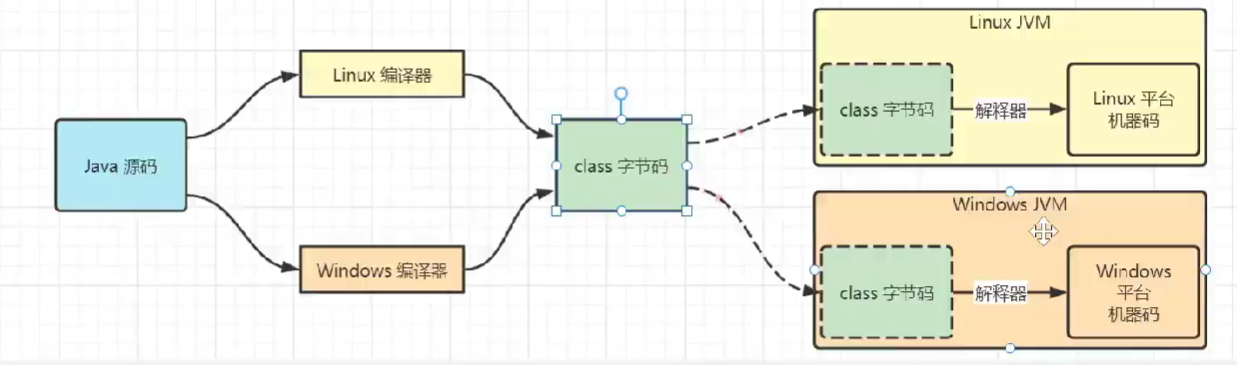 Java 源码
Linux 编译器
Windows 编译器
class 字节码
Linux JVM
class 字节码
解释器
Linux 平台
机器码
Windows JVM
class 字节码
解释器
Windows
平台
机器码